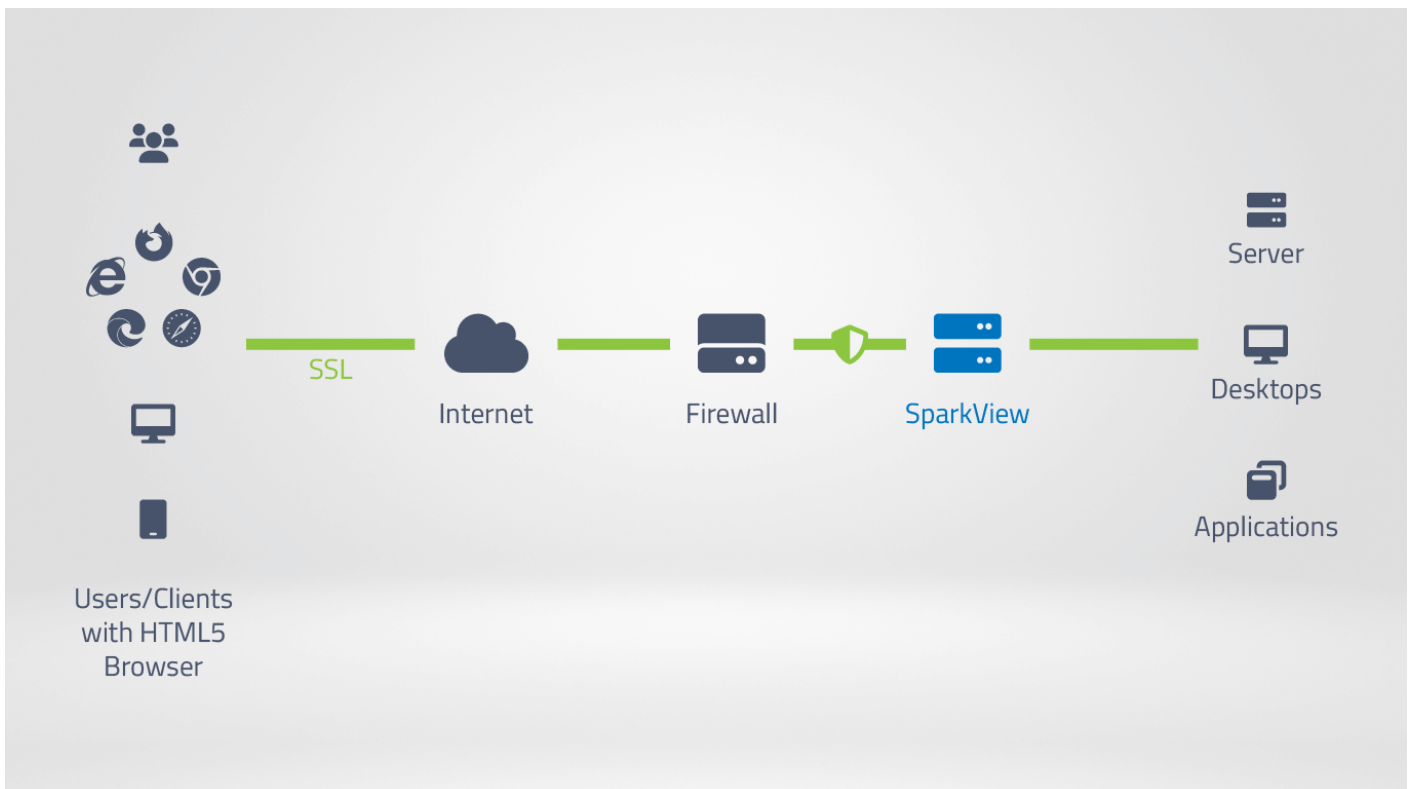 Server
SSL
Desktops
Internet
Firewall
SparkView
Applications
Users/Clients
with HTML5
Browser